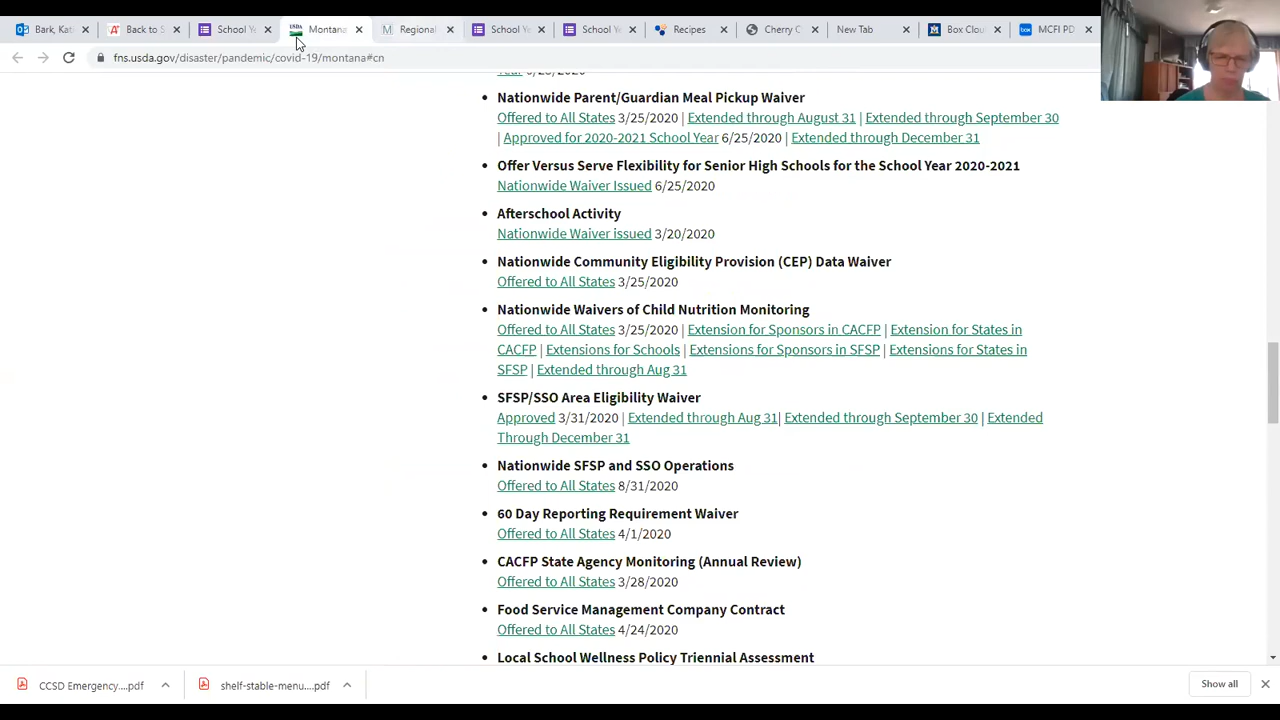 Bark, Kati
Back to S
School Ye
Montana
Regional
School Ye
School Ye
Recipes
Cherry C
New Tab
Box Clou
MCFI PD
fns.usda.gov/disaster/pandemic/covid-19/montana#cn
• Nationwide Parent/Guardian Meal Pickup Waiver
Offered to All States 3/25/2020 | Extended through August 31 | Extended through September 30
| Approved for 2020-2021 School Year 6/25/2020 | Extended through December 31
• Offer Versus Serve Flexibility for Senior High Schools for the School Year 2020-2021
Nationwide Waiver Issued 6/25/2020
• Afterschool Activity
Nationwide Waiver issued 3/20/2020
• Nationwide Community Eligibility Provision (CEP) Data Waiver
Offered to All States 3/25/2020
• Nationwide Waivers of Child Nutrition Monitoring
Offered to All States 3/25/2020 | Extension for Sponsors in CACFP | Extension for States in
CACFP | Extensions for Schools | Extensions for Sponsors in SFSP | Extensions for States in
SFSP | Extended through Aug 31
• SFSP/SSO Area Eligibility Waiver
Approved 3/31/2020 | Extended through Aug 31| Extended through September 30 | Extended
Through December 31
• Nationwide SFSP and SSO Operations
Offered to All States 8/31/2020
• 60 Day Reporting Requirement Waiver
Offered to All States 4/1/2020
• CACFP State Agency Monitoring (Annual Review)
Offered to All States 3/28/2020
• Food Service Management Company Contract
Offered to All States 4/24/2020
• Local School Wellness Policy Triennial Assessment
CCSD Emergency....pdf
shelf-stable-menu....pdf
Show all